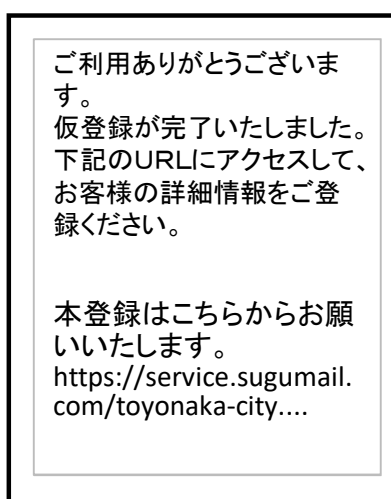 ご利用ありがとうございま
す。
仮登録が完了いたしました。
下記のURLにアクセスして、
お客様の詳細情報をご登
録ください。
本登録はこちらからお願
いいたします。
https://service.sugumail.
com/toyonaka-city....